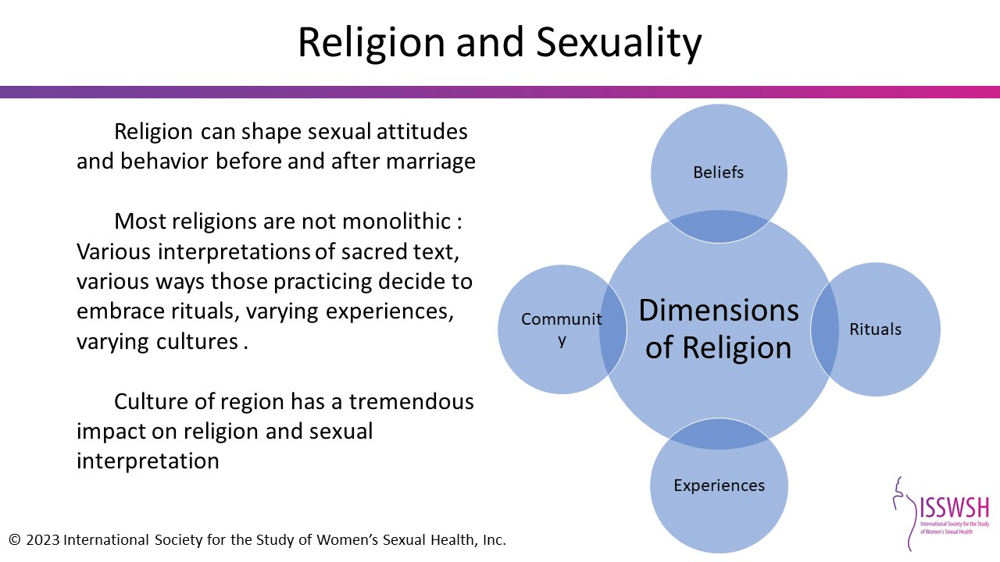 Religion and Sexuality
Religion can shape sexual attitudes
and behavior before and after marriage
Most religions are not monolithic :
Various interpretations of sacred text,
various ways those practicing decide to
embrace rituals, varying experiences,
varying cultures .
Culture of region has a tremendous
impact on religion and sexual
interpretation
Beliefs
Communit
y
Dimensions
of Religion
Rituals
Experiences
ISSWSH
International Society for the Study
of Women's Sexual Health
© 2023 International Society for the Study of Women’s Sexual Health, Inc.